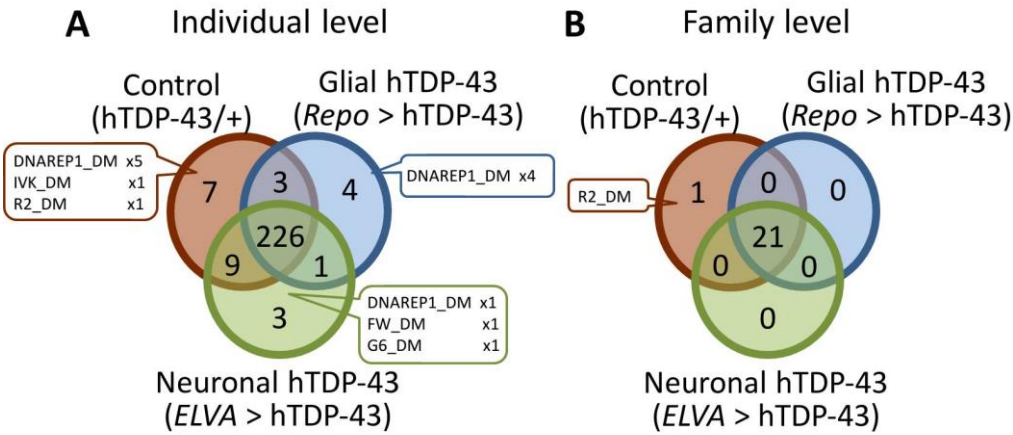 A Individual level
Control
(hTDP-43/+)
Glial hTDP-43
(Repo > hTDP-43)
DNAREP1_DM x5
IVK_DM x1
R2_DM x1
7
3
4
DNAREP1_DM x4
226
9
1
3
DNAREP1_DM x1
FW_DM x1
G6_DM x1
Neuronal hTDP-43
(ELVA > hTDP-43)
B Family level
Control
(hTDP-43/+)
Glial hTDP-43
(Repo > hTDP-43)
R2_DM
1
0
0
21
0
0
0
Neuronal hTDP-43
(ELVA > hTDP-43)